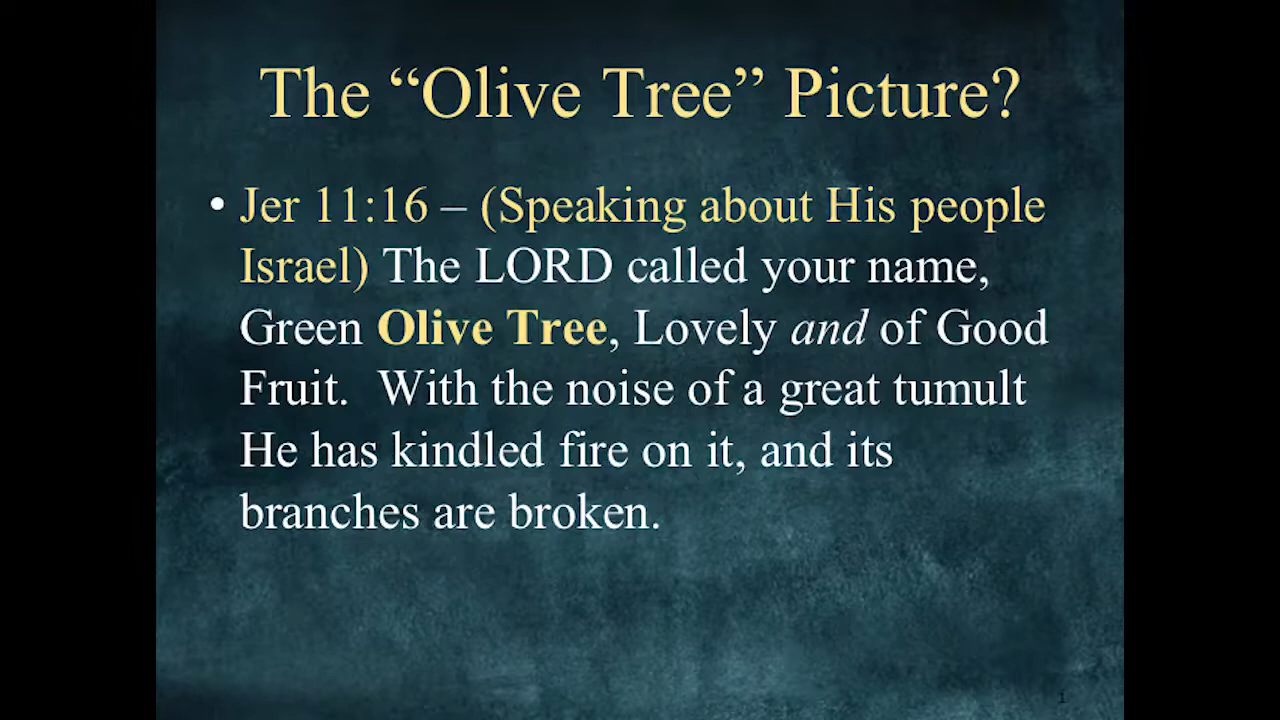 The “Olive Tree” Picture?
• Jer 11:16 – (Speaking about His people
Israel) The LORD called your name,
Green Olive Tree, Lovely and of Good
Fruit.  With the noise of a great tumult
He has kindled fire on it, and its
branches are broken.
1